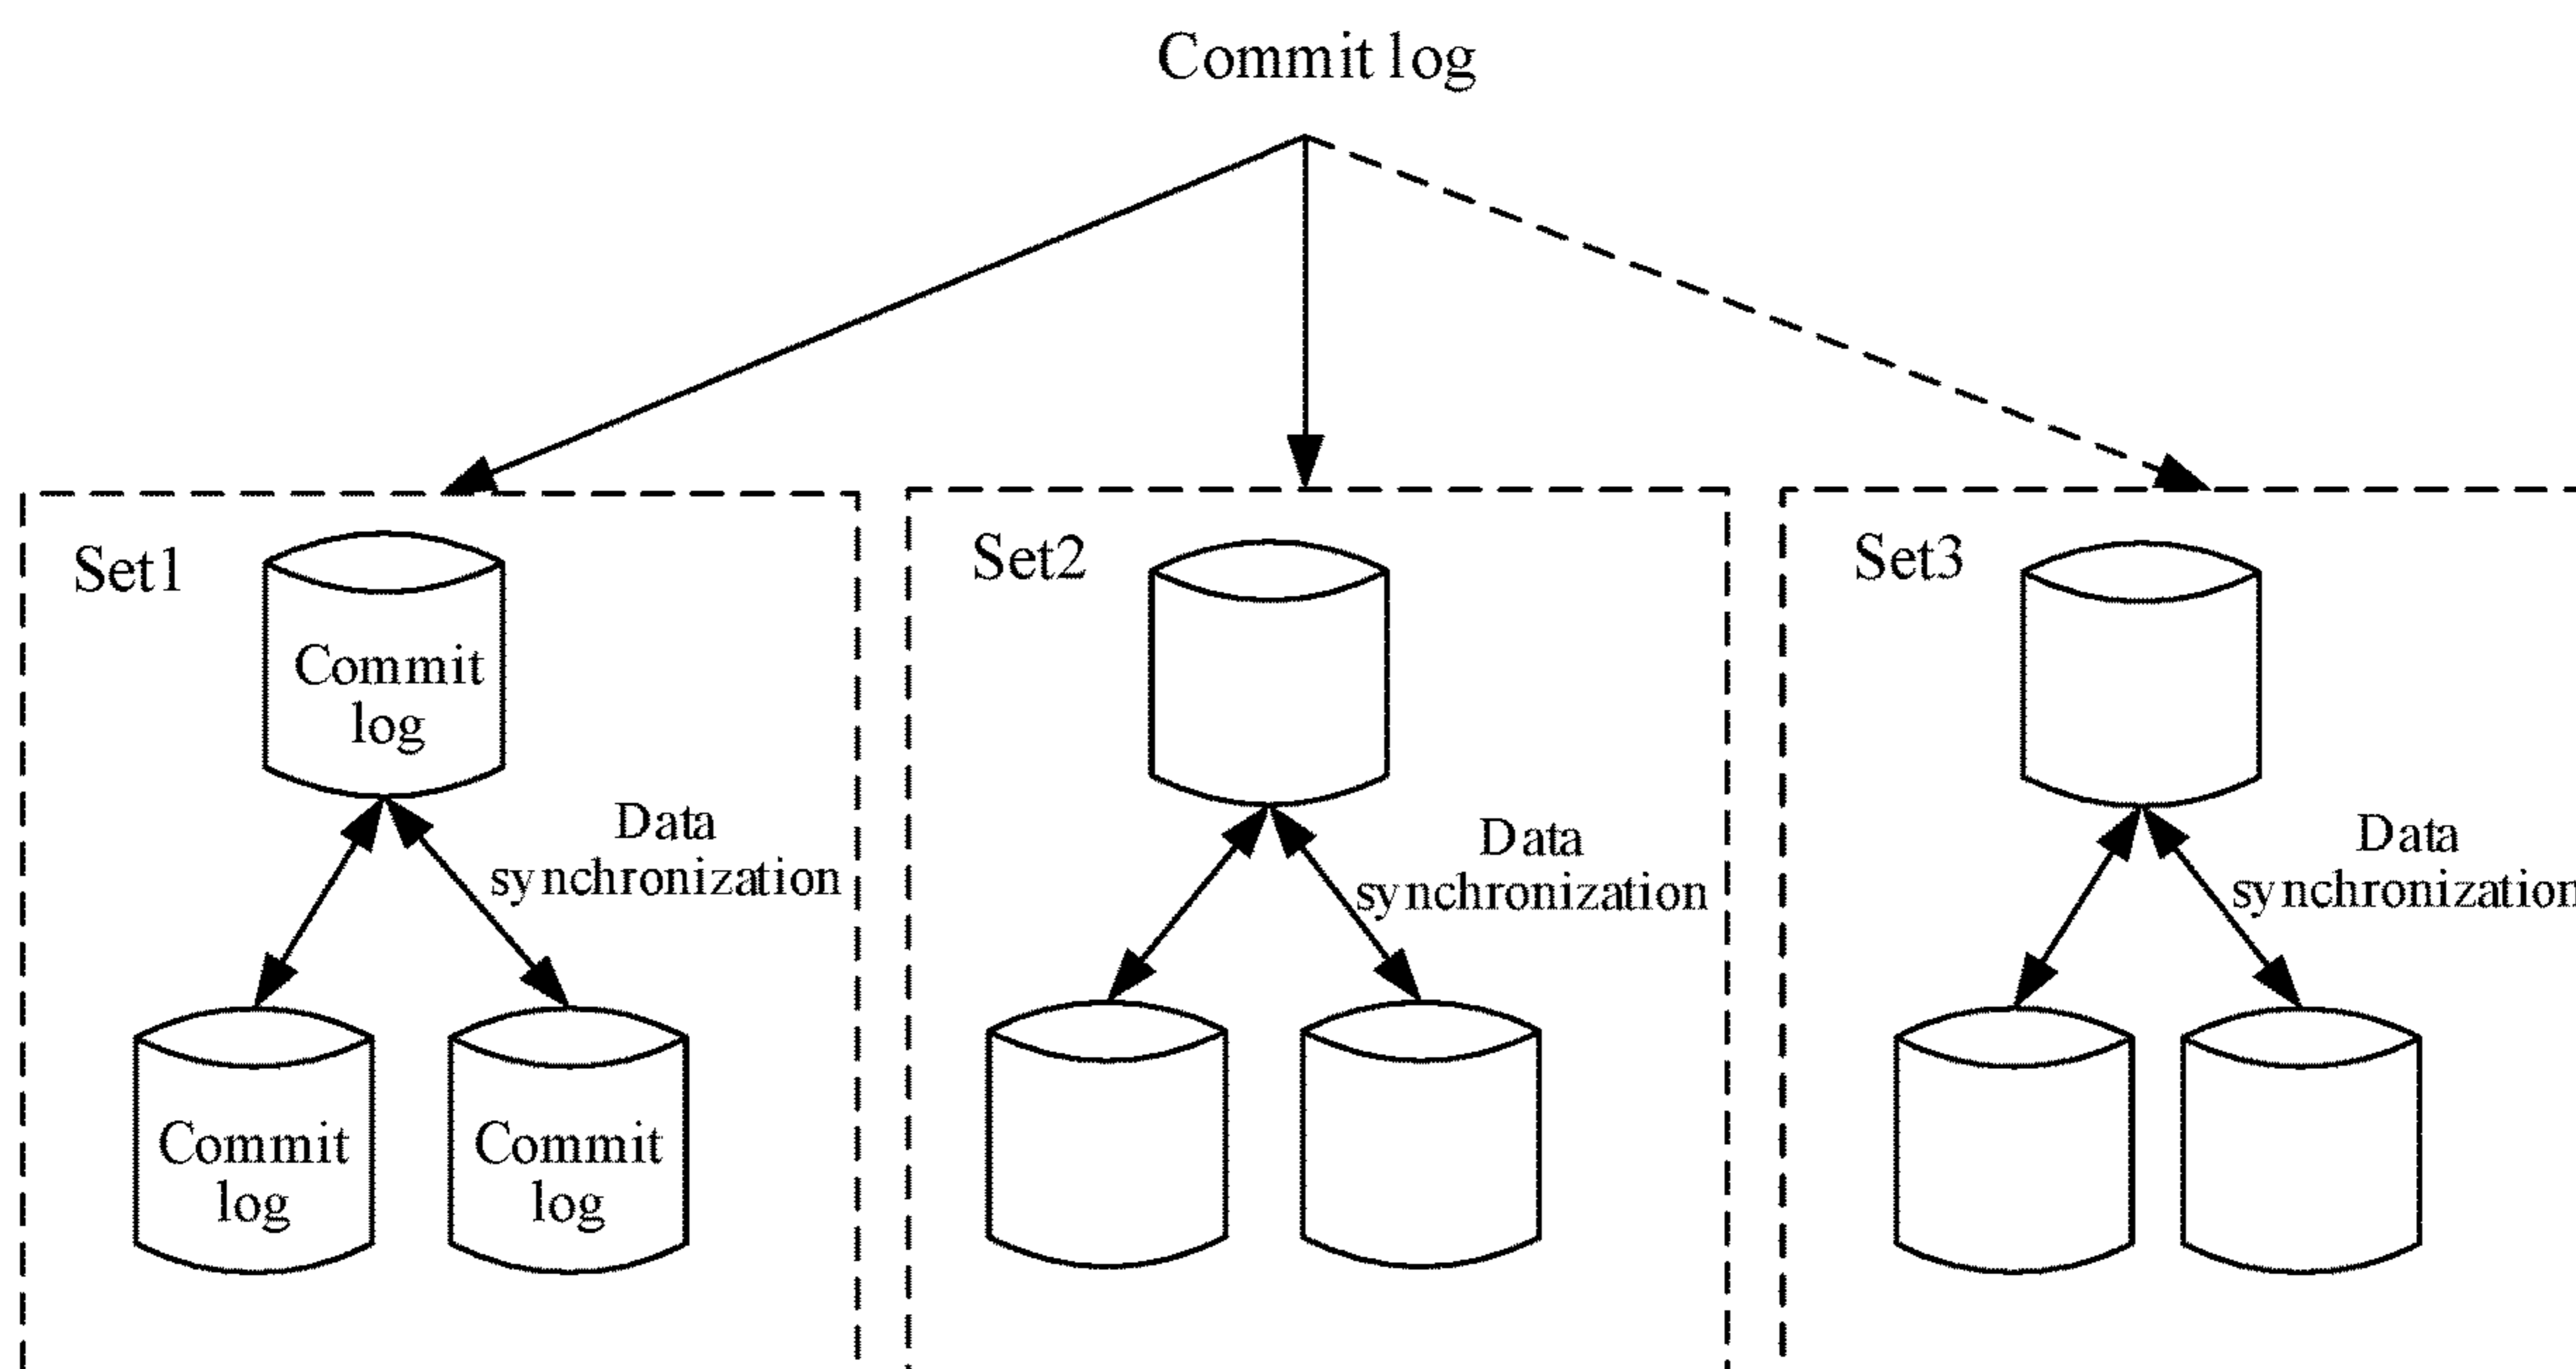 Commit log
Set1
Commit
log
Data
synchronization
Commit
log
Commit
log
Set2
Data
synchronization
Set3
Data
synchronization